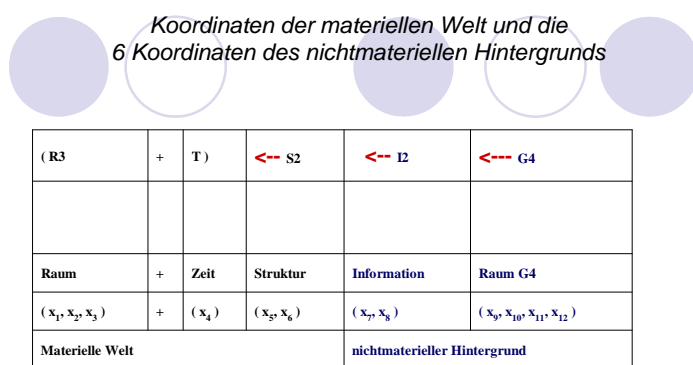 Koordinaten der materiellen Welt und die
6 Koordinaten des nichtmateriellen Hintergrunds
( R3 + T ) <-- S2 <-- I2 <--- G4
Raum + Zeit Struktur Information Raum G4
( x₁, x₂, x₃ ) + ( x₄ ) ( x₅, x₆ ) ( x₇, x₈ ) ( x₉, x₁₀, x₁₁, x₁₂ )
Materielle Welt nichtmaterieller Hintergrund